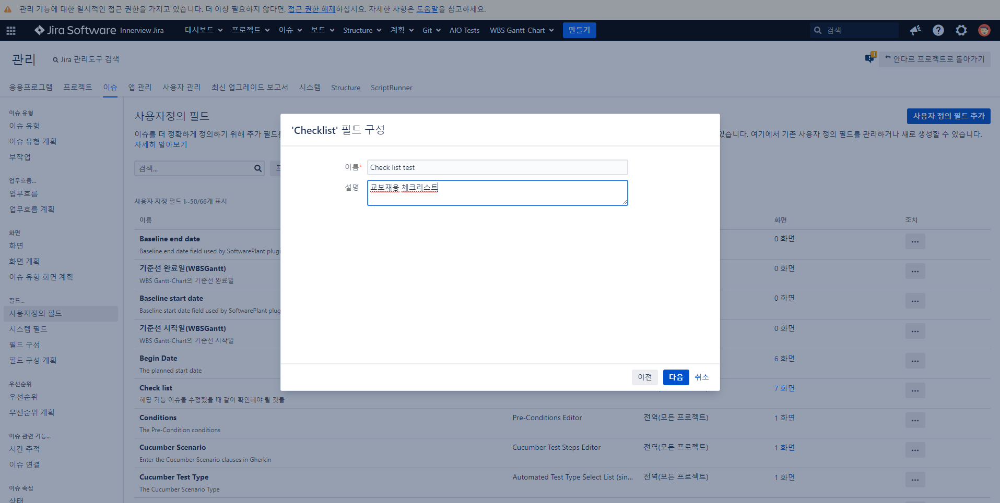 관리 기능에 대한 일시적인 접근 권한을 가지고 있습니다. 더 이상 필요하지 않다면, 접근 권한 해제하십시요. 자세한 사항은 도움말을 참고하세요.
Jira Software Innerview Jira 대시보드 프로젝트 이슈 보드 Structure 계획 Git AIO Tests WBS Gantt-Chart 만들기 검색
관리 Jira 관리도구 검색 1 안다르 프로젝트로 돌아가기
응용프로그램 프로젝트 이슈 앱 관리 사용자 관리 최신 업그레이드 보고서 시스템 Structure ScriptRunner
이슈 유형
이슈 유형
이슈 유형 계획
부작업
업무흐름...
업무흐름
업무흐름 계획
화면
화면
화면 계획
이슈 유형 화면 계획
필드...
사용자정의 필드
시스템 필드
필드 구성
필드 구성 계획
우선순위
우선순위
우선순위 계획
이슈 관련 기능...
시간 추적
이슈 연결
이슈 속성
상태
사용자정의 필드 사용자 정의 필드 추가
이슈를 더 정확하게 정의하기 위해 추가 필드를 있습니다. 여기에서 기존 사용자 정의 필드를 관리하거나 새로 생성할 수 있습니다.
자세히 알아보기
검색...
사용자 지정 필드 1~50/66개 표시
이름 화면 조치
Baseline end date 0 화면
Baseline end date field used by SoftwarePlant plugi
기준선 완료일(WBSGantt) 0 화면
WBS Gantt-Chart의 기준선 완료일
Baseline start date 0 화면
Baseline start date field used by SoftwarePlant plug
기준선 시작일(WBSGantt) 0 화면
WBS Gantt-Chart의 기준선 시작일
Begin Date 6 화면
The planned start date
Check list 7 화면
해당 기능 이슈를 수정했을 때 같이 확인해야 될 것들
Conditions Pre-Conditions Editor 전역(모든 프로젝트) 1 화면
The Pre-Condition conditions
Cucumber Scenario Cucumber Test Steps Editor 전역(모든 프로젝트) 1 화면
Enter the Cucumber Scenario clauses in Gherkin
Cucumber Test Type Automated Test Type Select List (sin... 전역(모든 프로젝트) 1 화면
The Cucumber Scenario Type
'Checklist' 필드 구성
이름* Check list test
설명 교보재용 체크리스트
이전 다음 취소